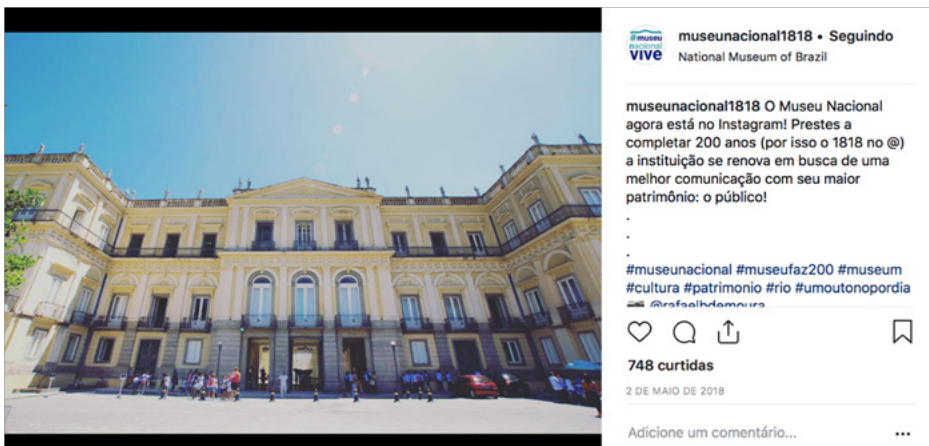 #museu
nacional
vive
museunacional1818 • Seguindo
National Museum of Brazil
museunacional1818 O Museu Nacional
agora está no Instagram! Prestes a
completar 200 anos (por isso o 1818 no @)
a instituição se renova em busca de uma
melhor comunicação com seu maior
patrimônio: o público!
.
.
.
#museunacional #museufaz200 #museum
#cultura #patrimonio #rio #umoutonopordia
@rafaelbdemoura
748 curtidas
2 DE MAIO DE 2018
Adicione um comentário...